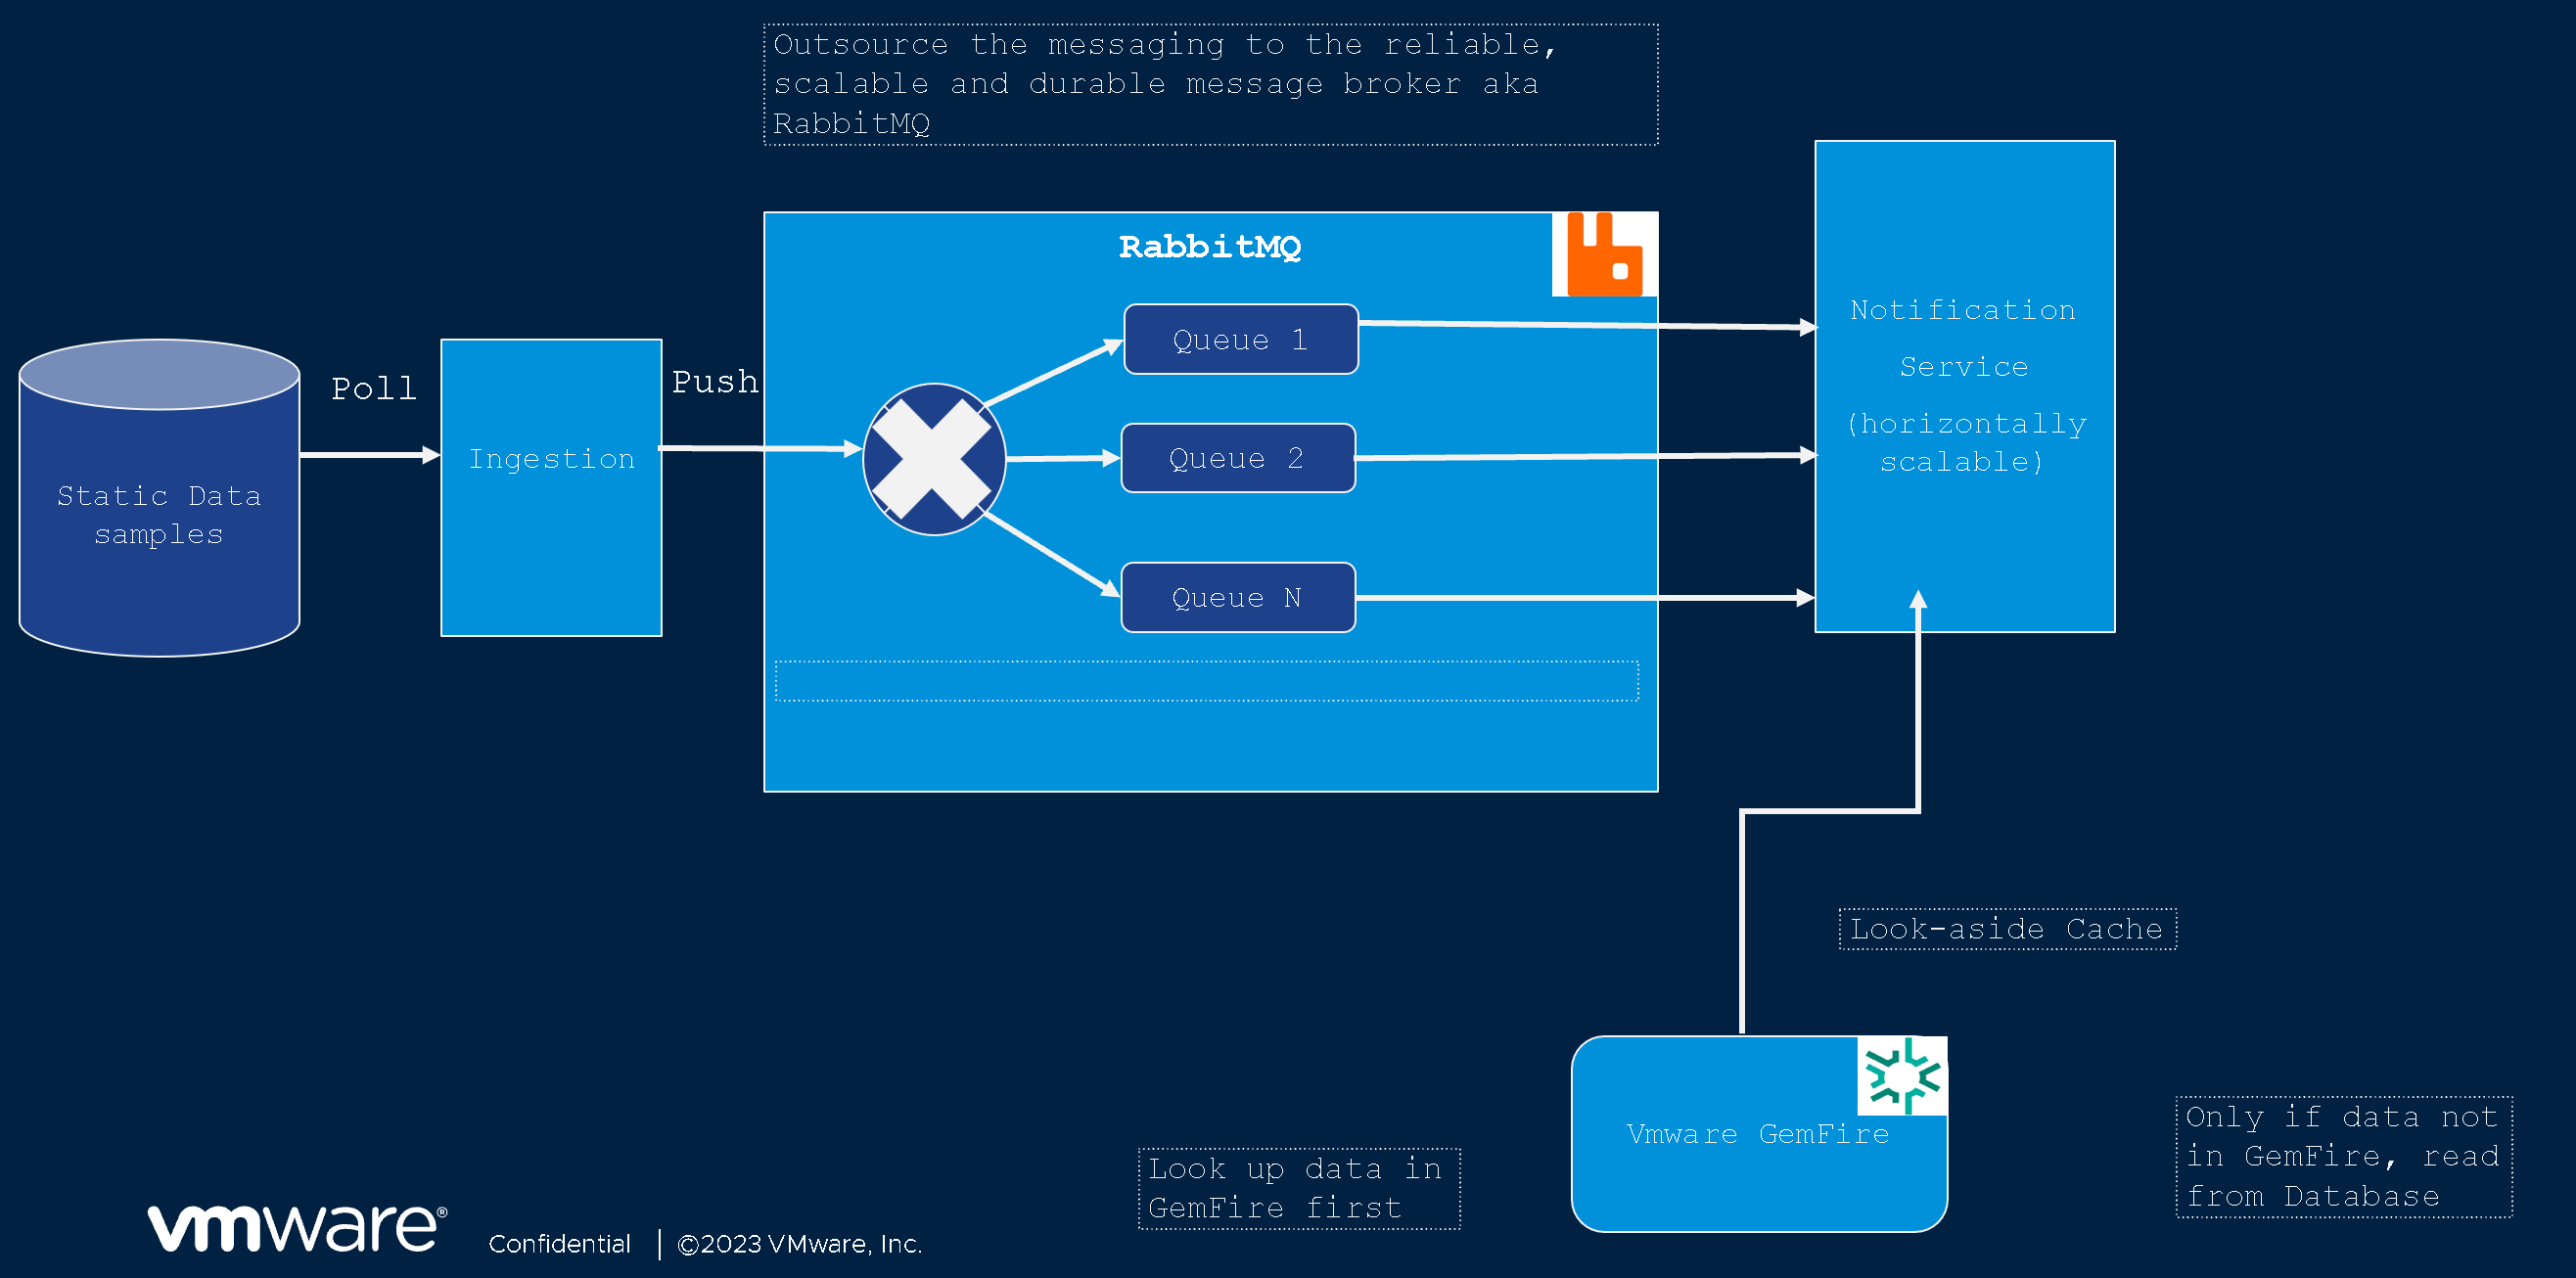 Outsource the messaging to the reliable,
scalable and durable message broker aka
RabbitMQ
RabbitMQ
Poll
Push
Static Data
samples
Ingestion
Queue 1
Queue 2
Queue N
Notification
Service
(horizontally
scalable)
Look-aside Cache
Vmware GemFire
Look up data in
GemFire first
Only if data not
in GemFire, read
from Database
vmware®
Confidential | ©2023 VMware, Inc.